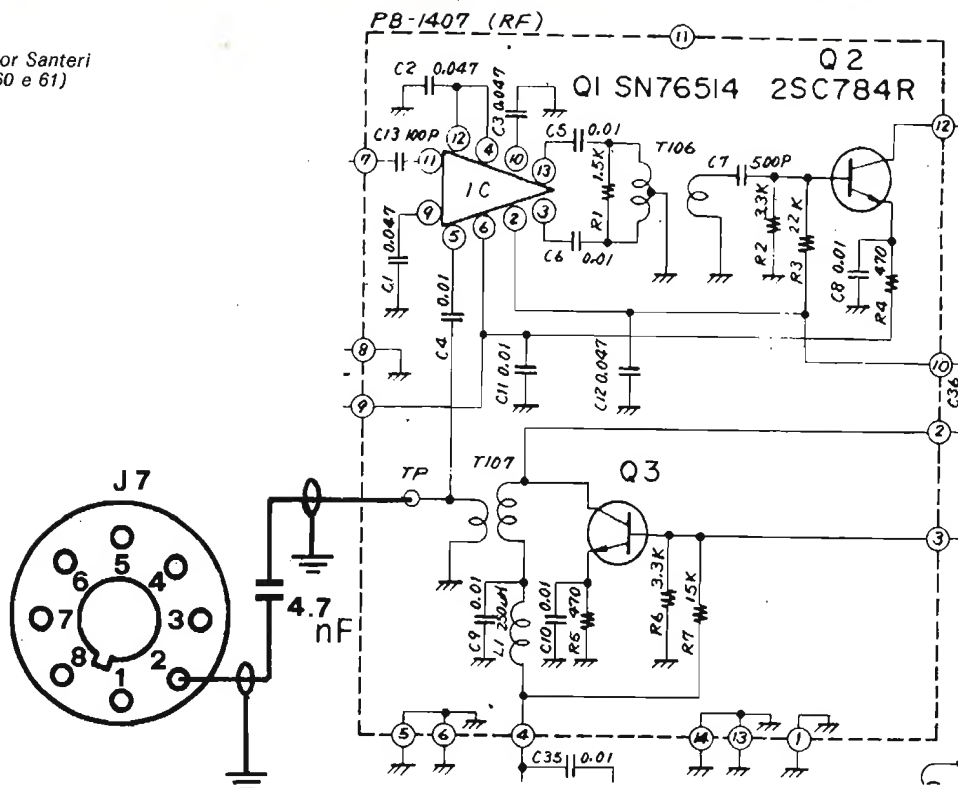 or Santeri
60 e 61)
PB-1407 (RF)
11
Q2
Q1 SN76514 2SC784R
C2 0.047
C3 0.047
12
C13 100P
12
4
10
C5 0.01
T106
C7 500P
7
11
13
1.5K
R1
IC
3.3K
R2
22K
R3
9
5
6
2
3
C6 0.01
C8 0.01
470
R4
0.047
C1
0.01
C4
8
C11 0.01
C12 0.047
10
C36
9
2
TP
T107
Q3
J7
3
5
6
4
7
3
8
2
1
4.7
nF
C9 0.01
L1 250μH
C10 0.01
R5 470
3.3K
R6
15K
R7
5
6
4
14
13
1
C35 0.01